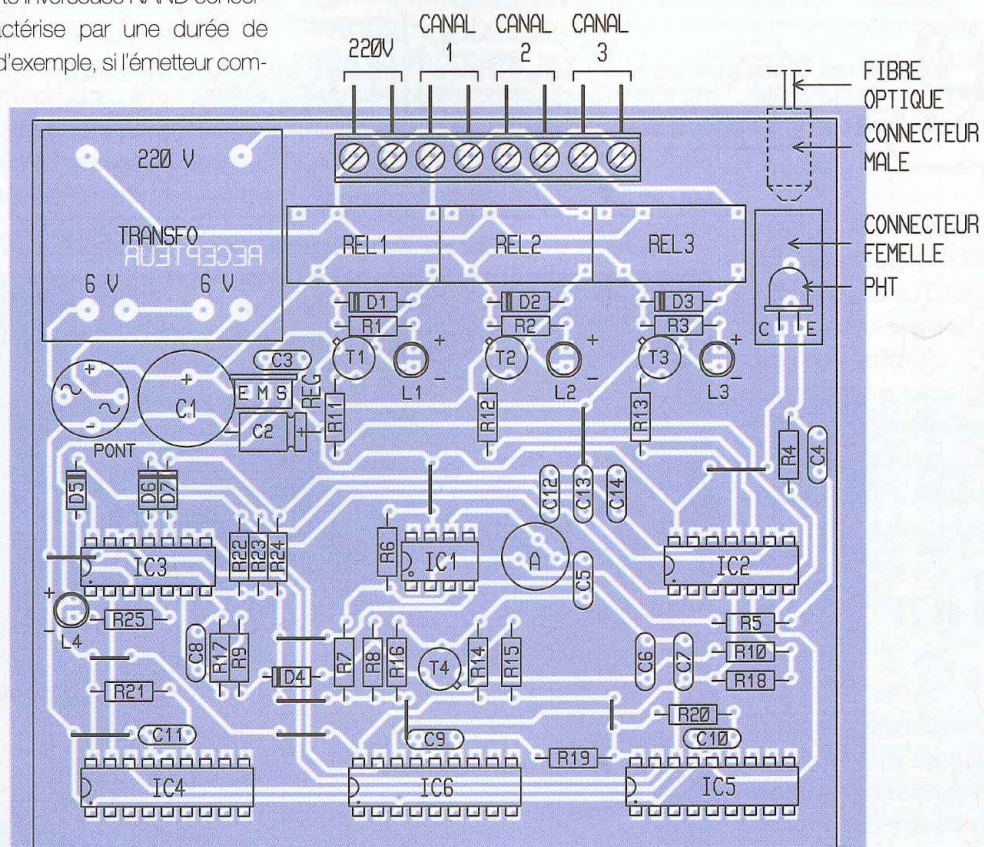 te inverseuse NAND concer-
actérise par une durée de
d'exemple, si l'émetteur com-
220V
CANAL 1
CANAL 2
CANAL 3
FIBRE
OPTIQUE
CONNECTEUR
MALE
CONNECTEUR
FEMELLE
PHT
220 V
TRANSFO
RECEPTEUR
6 V
6 V
REL1
REL2
REL3
C
E
D1
D2
D3
R1
R2
R3
T1
T2
T3
+
-
L1
+
-
L2
+
-
L3
C3
REG
E M S
+
C1
C2
+
R11
R12
R13
+
~
~
-
PONT
R4
C4
D5
D6
D7
C12
C13
C14
IC3
R22
R23
R24
R6
IC1
A
C5
IC2
+
-
L4
R25
C8
R17
R9
R7
R8
R16
T4
R14
R15
C6
C7
R5
R10
R18
D4
R21
R20
C11
C9
R19
C10
IC4
IC6
IC5